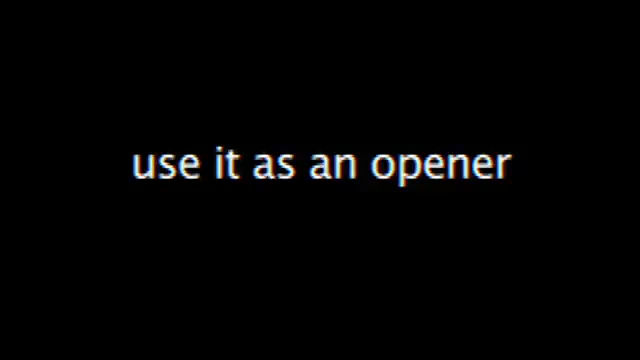 use it as an opener